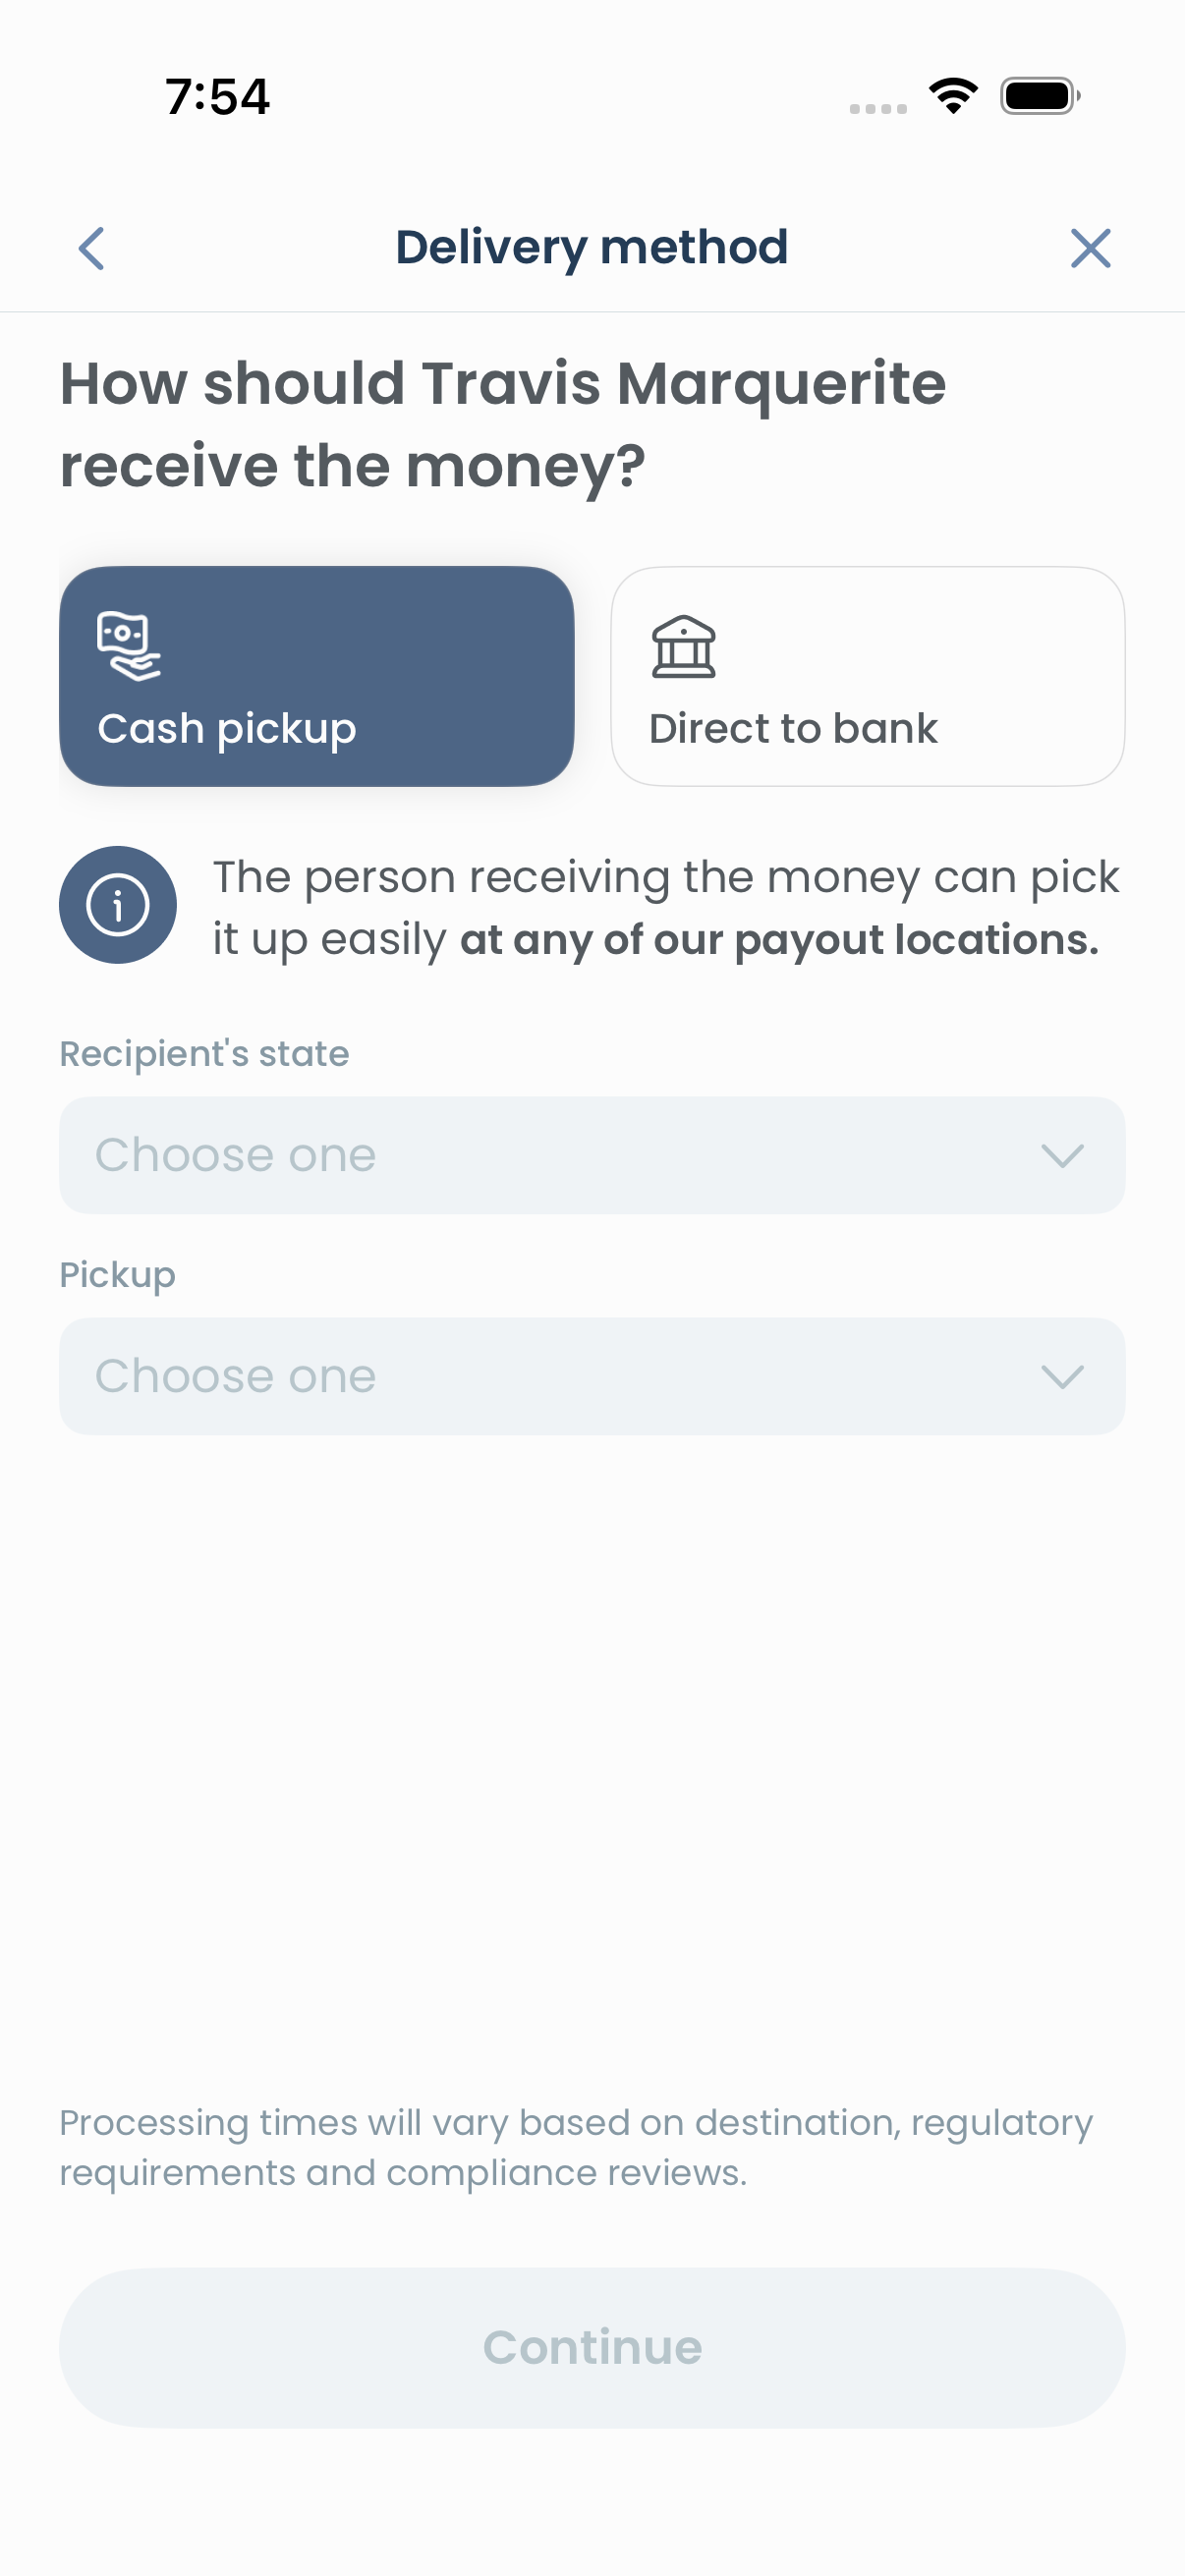 7:54
Delivery method
How should Travis Marquerite
receive the money?
Cash pickup
Direct to bank
The person receiving the money can pick
it up easily at any of our payout locations.
Recipient's state
Choose one
Pickup
Choose one
Processing times will vary based on destination, regulatory
requirements and compliance reviews.
Continue